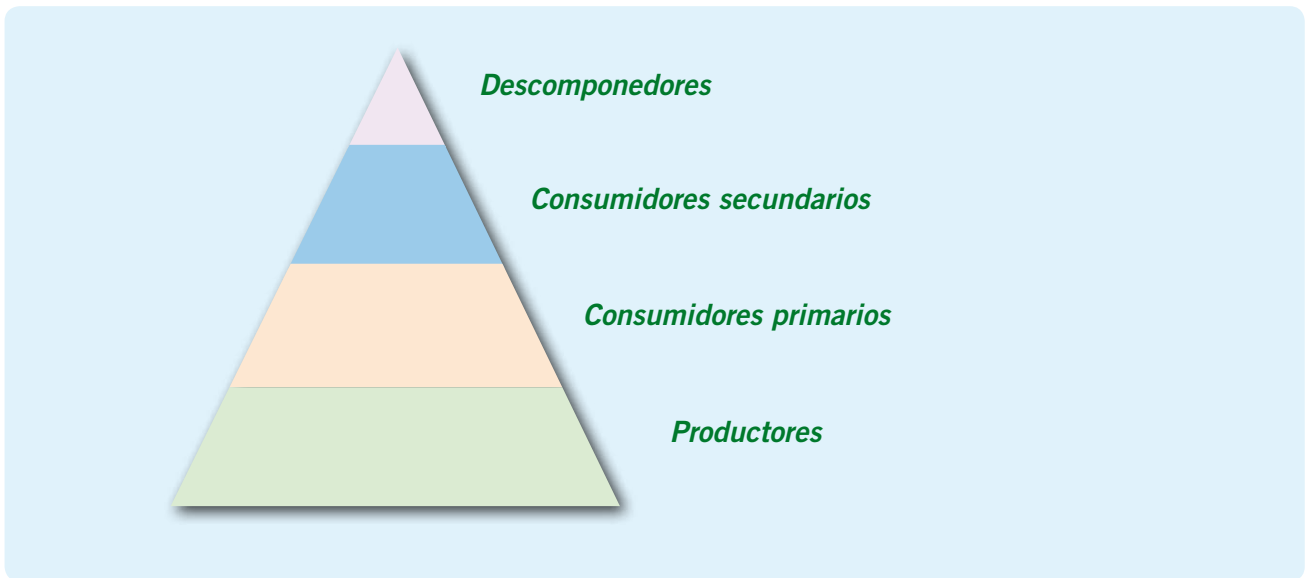 Descomponedores
Consumidores secundarios
Consumidores primarios
Productores